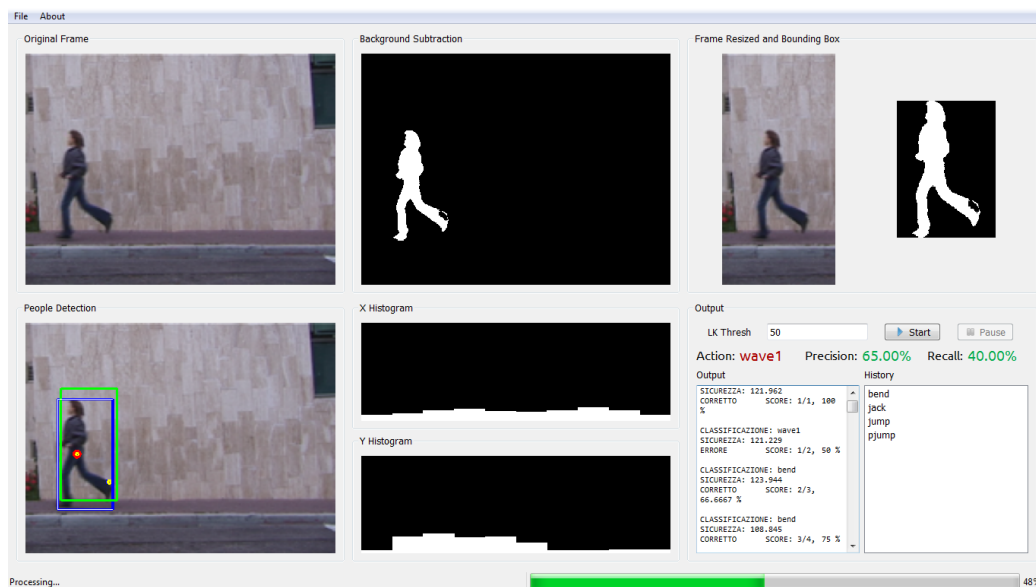 File About
Original Frame
Background Subtraction
Frame Resized and Bounding Box
People Detection
X Histogram
Y Histogram
Output
LK Thresh 50 Start Pause
Action: wave1 Precision: 65.00% Recall: 40.00%
Output
SICUREZZA: 121.962
CORRETTO SCORE: 1/1, 100
%
CLASSIFICAZIONE: wave1
SICUREZZA: 121.229
ERRORE SCORE: 1/2, 50 %
CLASSIFICAZIONE: bend
SICUREZZA: 123.944
CORRETTO SCORE: 2/3,
66.6667 %
CLASSIFICAZIONE: bend
SICUREZZA: 108.845
CORRETTO SCORE: 3/4, 75 %
History
bend
jack
jump
pjump
Processing...
48%